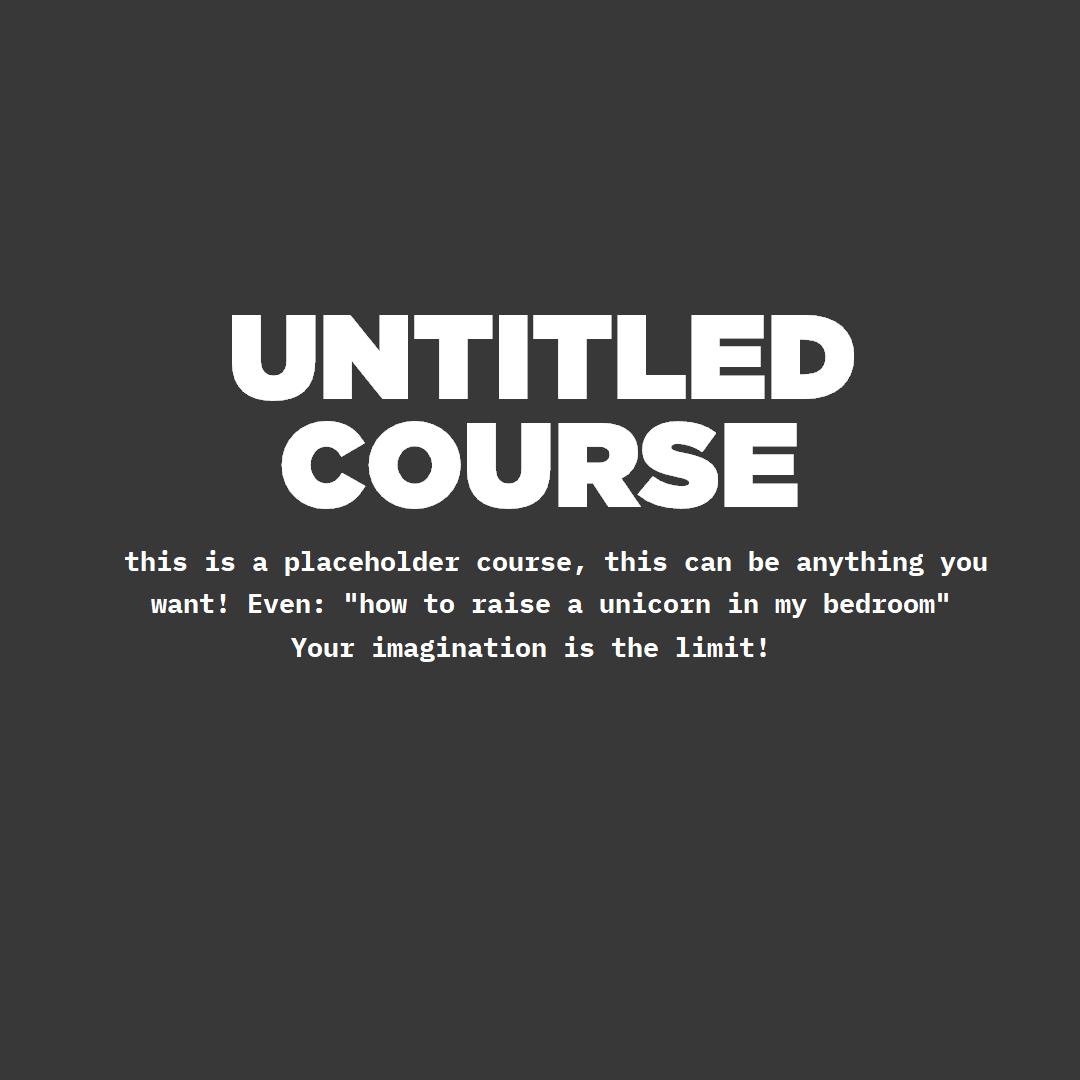 UNTITLED
COURSE
this is a placeholder course, this can be anything you
want! Even: "how to raise a unicorn in my bedroom"
Your imagination is the limit!